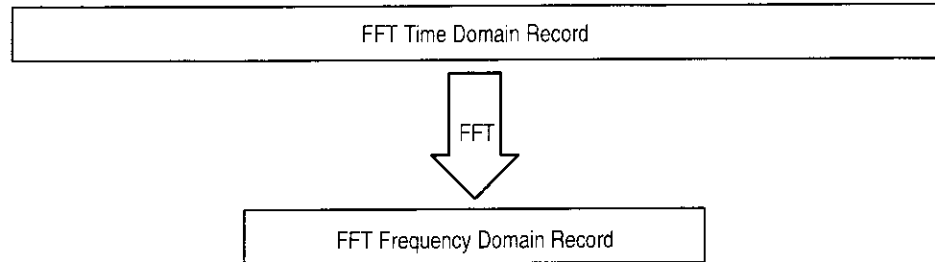 FFT Time Domain Record
FFT
FFT Frequency Domain Record